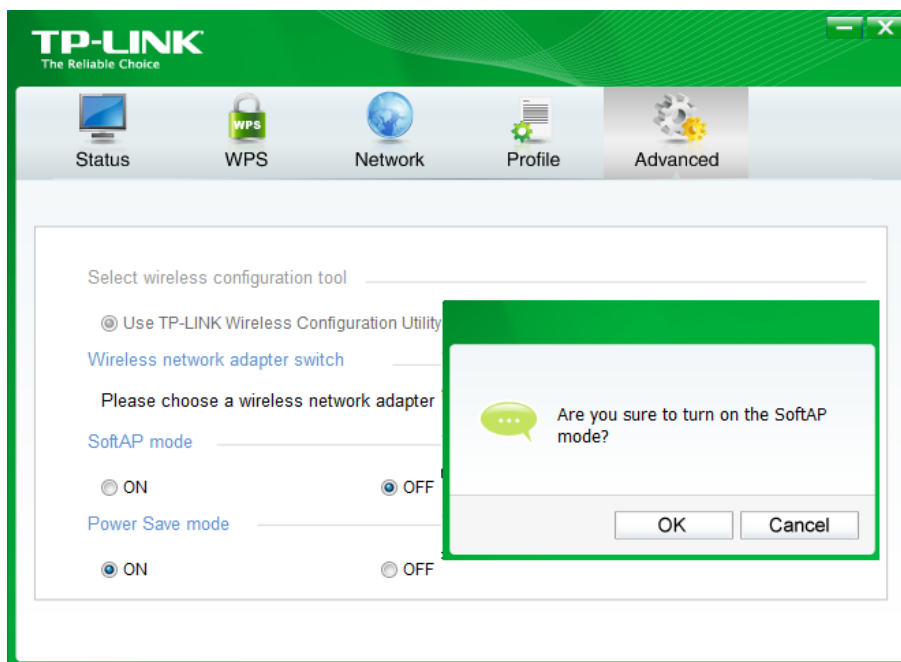 TP-LINK
The Reliable Choice
WPS
Status WPS Network Profile Advanced
Select wireless configuration tool
Use TP-LINK Wireless Configuration Utility
Wireless network adapter switch
Please choose a wireless network adapter
SoftAP mode
ON OFF
Power Save mode
ON OFF
Are you sure to turn on the SoftAP
mode?
OK Cancel